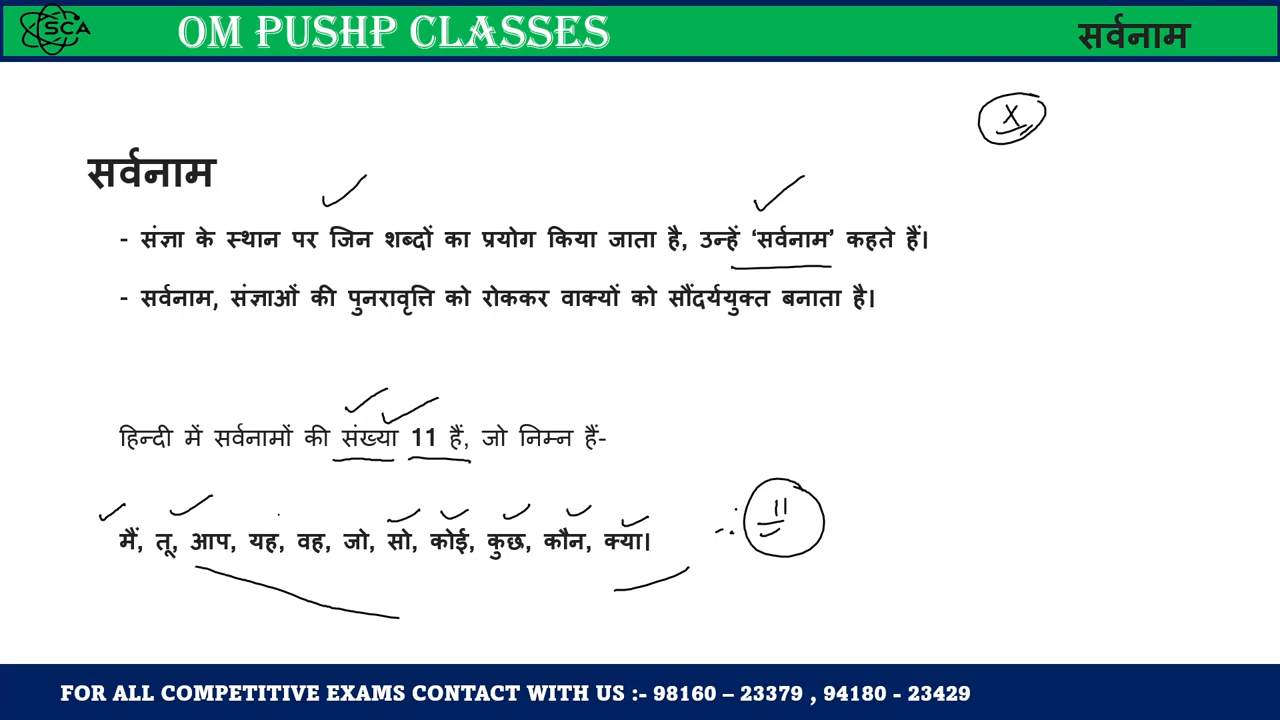 SCA
OM PUSHP CLASSES
सर्वनाम
X
सर्वनाम
- संज्ञा के स्थान पर जिन शब्दों का प्रयोग किया जाता है, उन्हें ‘सर्वनाम’ कहते हैं।
- सर्वनाम, संज्ञाओं की पुनरावृत्ति को रोककर वाक्यों को सौंदर्ययुक्त बनाता है।
हिन्दी में सर्वनामों की संख्या 11 हैं, जो निम्न हैं-
मैं, तू, आप, यह, वह, जो, सो, कोई, कुछ, कौन, क्या।
11
FOR ALL COMPETITIVE EXAMS CONTACT WITH US :- 98160 – 23379 , 94180 - 23429